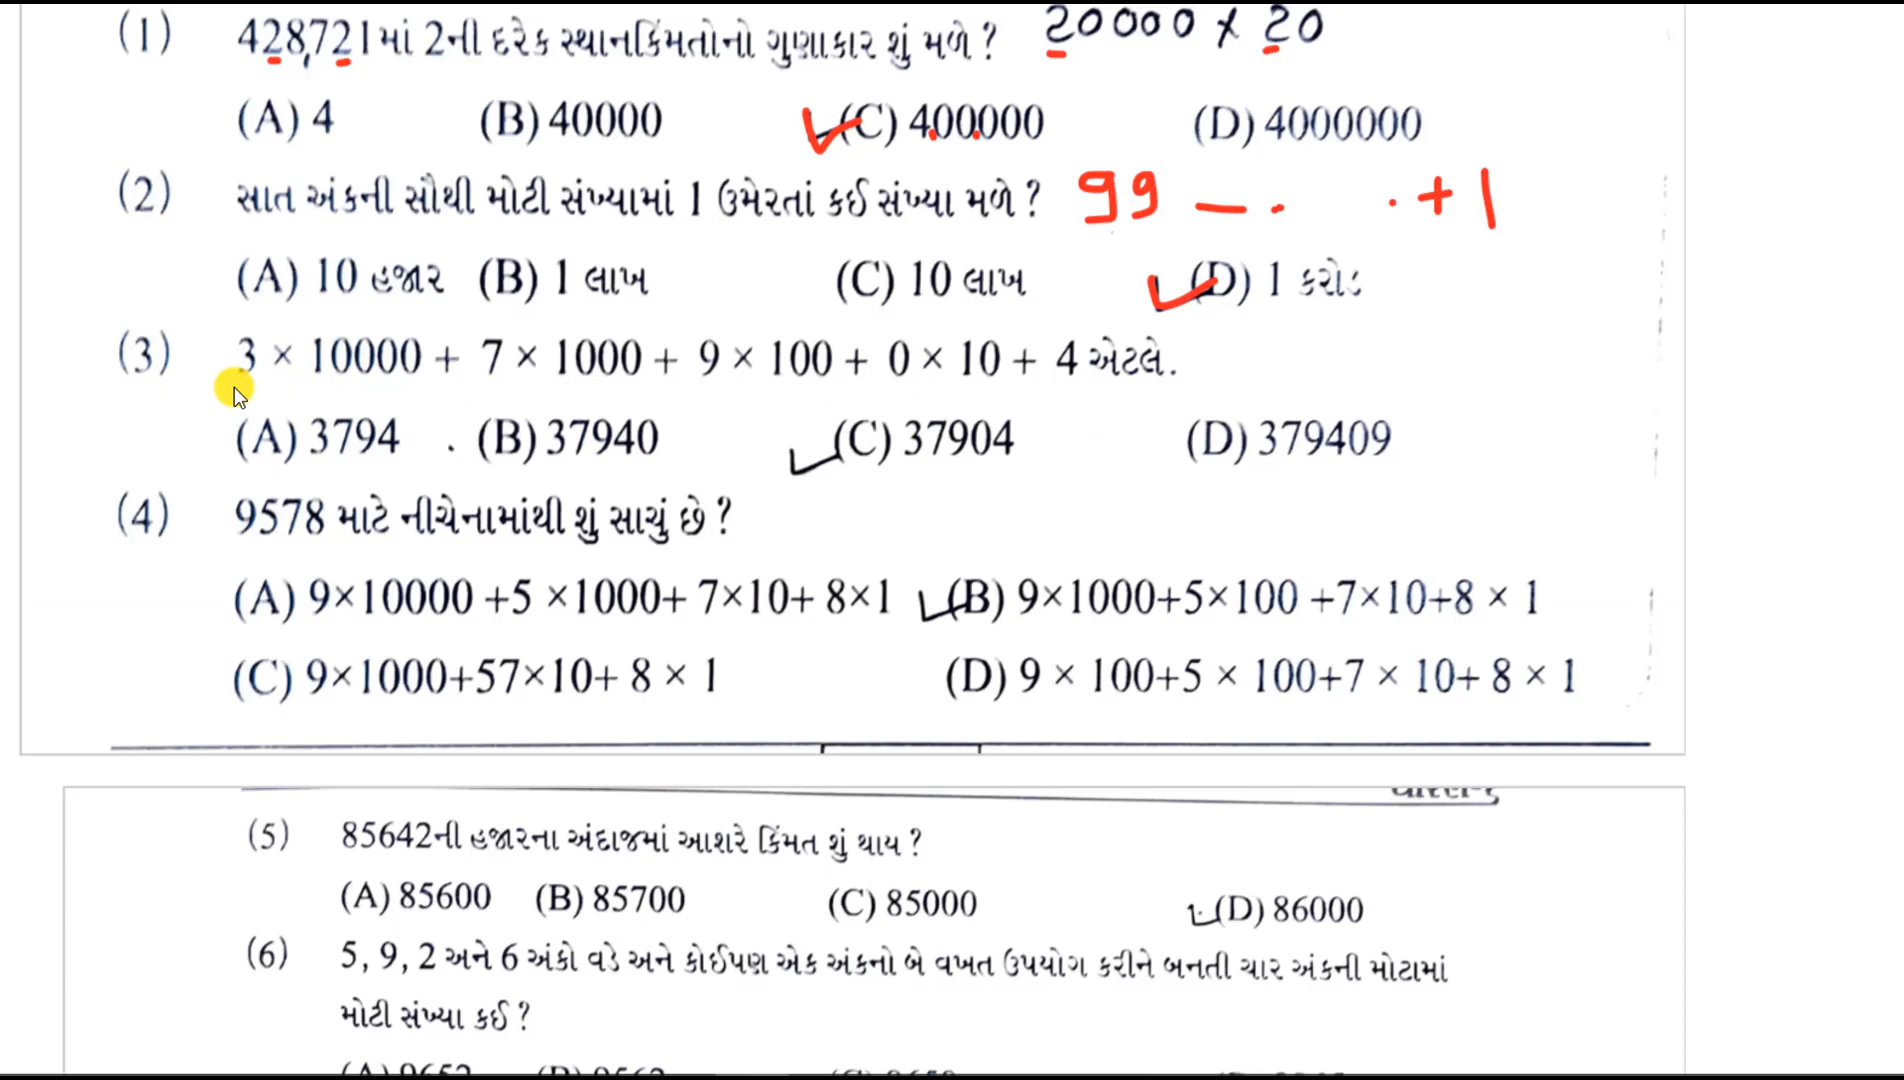 (1) 428,721માં 2ની દરેક સ્થાનકિંમતોનો ગુણાકાર શું મળે ? 20000 × 20
(A) 4 (B) 40000 (C) 400000 (D) 4000000
(2) સાત અંકની સૌથી મોટી સંખ્યામાં 1 ઉમેરતાં કઈ સંખ્યા મળે ? 99 — . . + 1
(A) 10 હજાર (B) 1 લાખ (C) 10 લાખ (D) 1 કરોડ
(3) 3 × 10000 + 7 × 1000 + 9 × 100 + 0 × 10 + 4 એટલે.
(A) 3794 . (B) 37940 (C) 37904 (D) 379409
(4) 9578 માટે નીચેનામાંથી શું સાચું છે ?
(A) 9×10000 +5 ×1000+ 7×10+ 8×1 (B) 9×1000+5×100 +7×10+8 × 1
(C) 9×1000+57×10+ 8 × 1 (D) 9 × 100+5 × 100+7 × 10+ 8 × 1
(5) 85642ની હજારના અંદાજમાં આશરે કિંમત શું થાય ?
(A) 85600 (B) 85700 (C) 85000 (D) 86000
(6) 5, 9, 2 અને 6 અંકો વડે અને કોઈપણ એક અંકનો બે વખત ઉપયોગ કરીને બનતી ચાર અંકની મોટામાં
મોટી સંખ્યા કઈ ?